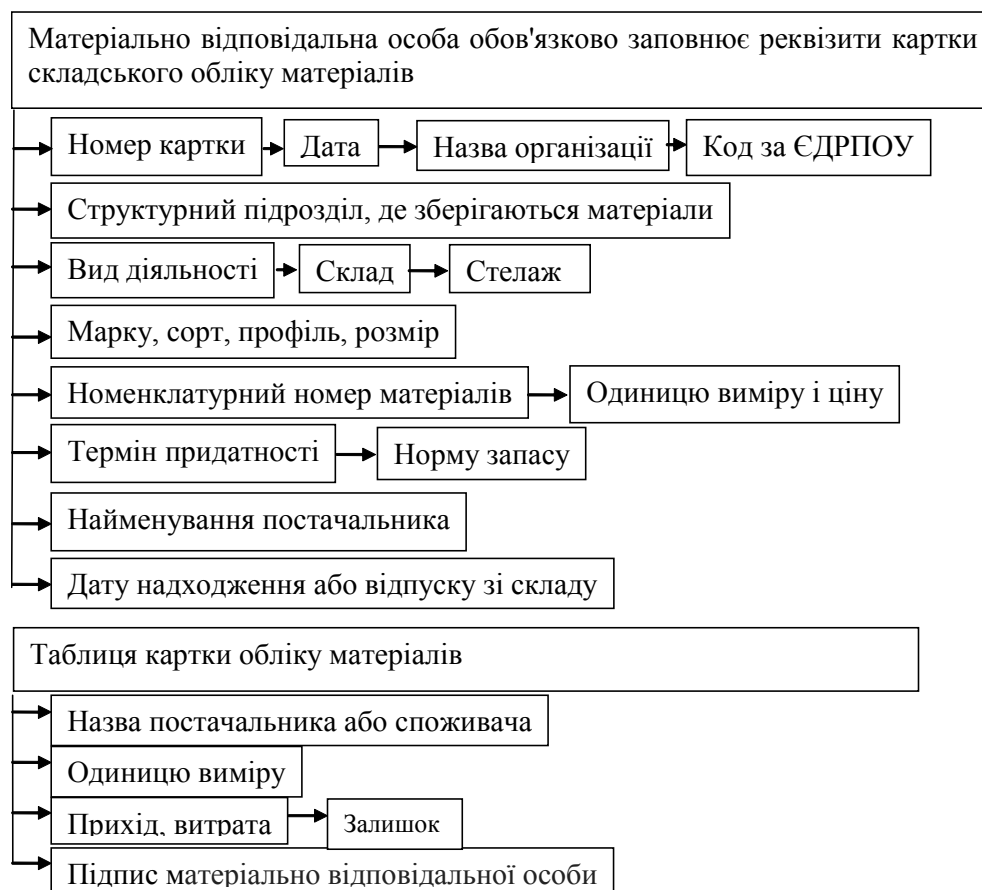 Матеріально відповідальна особа обов'язково заповнює реквізити картки
складського обліку матеріалів
Номер картки Дата Назва організації Код за ЄДРПОУ
Структурний підрозділ, де зберігаються матеріали
Вид діяльності Склад Стелаж
Марку, сорт, профіль, розмір
Номенклатурний номер матеріалів Одиницю виміру і ціну
Термін придатності Норму запасу
Найменування постачальника
Дату надходження або відпуску зі складу
Таблиця картки обліку матеріалів
Назва постачальника або споживача
Одиницю виміру
Прихід, витрата Залишок
Підпис матеріально відповідальної особи